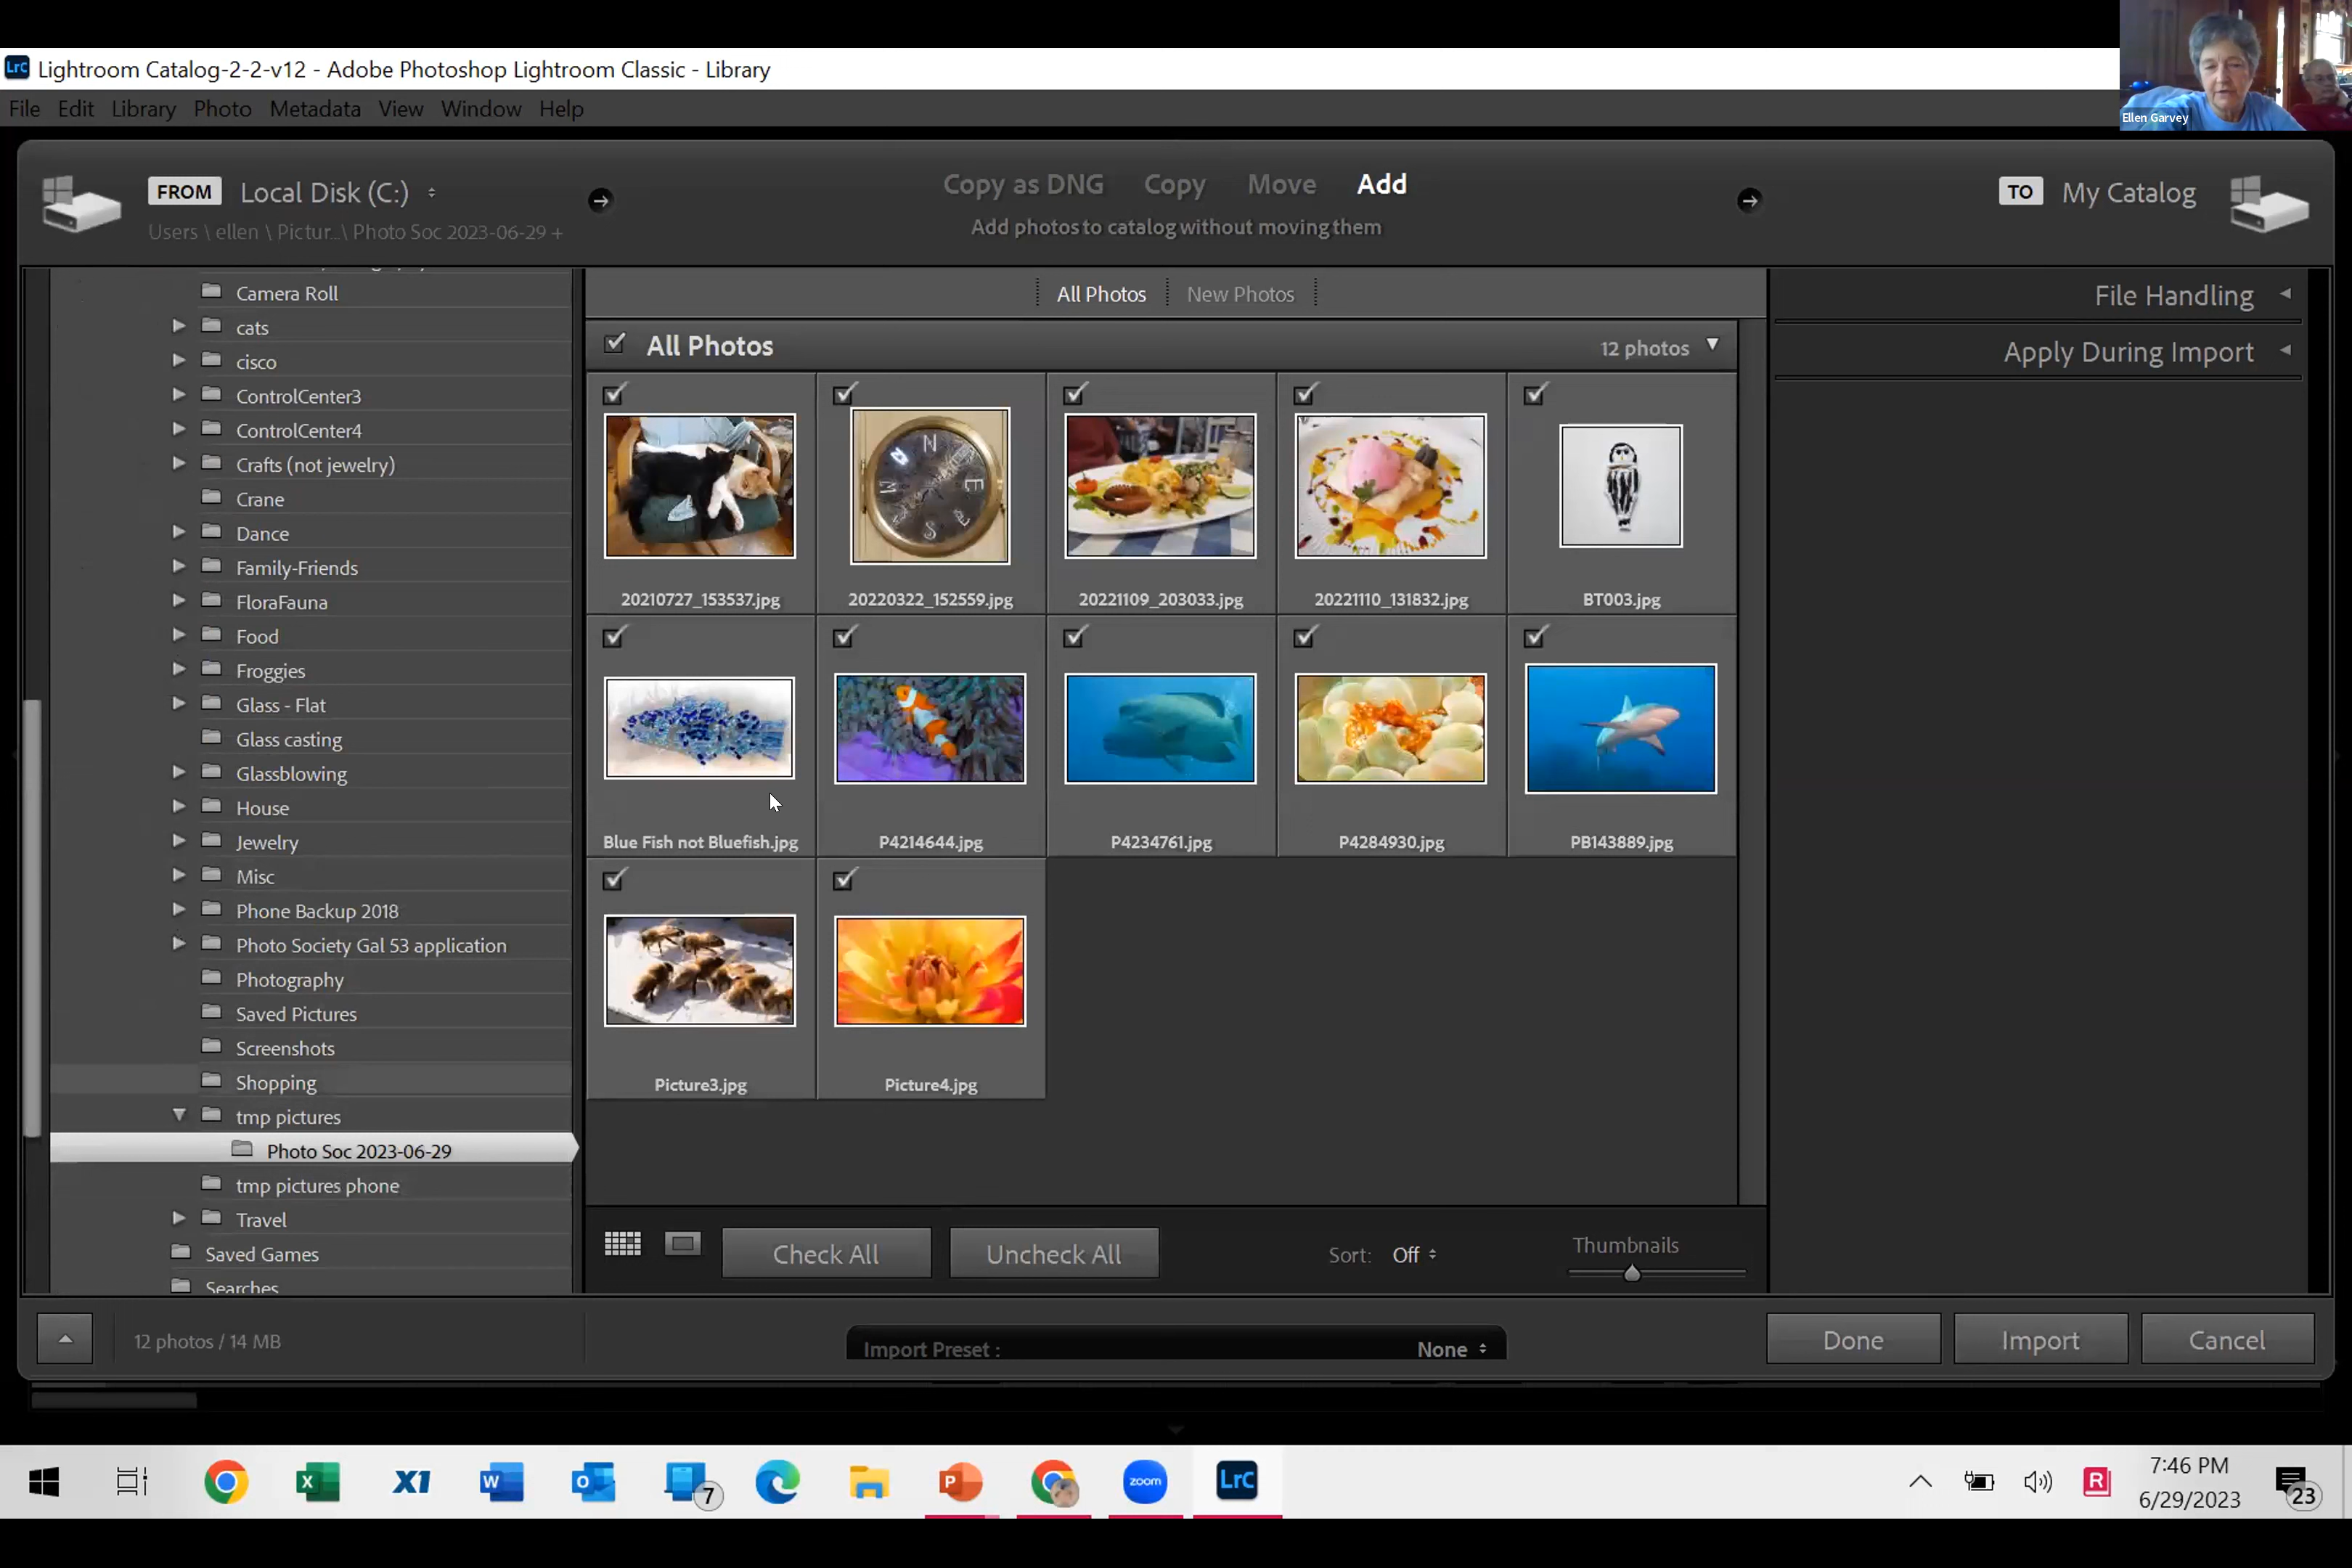 Lightroom Catalog-2-2-v12 - Adobe Photoshop Lightroom Classic - Library
File Edit Library Photo Metadata View Window Help
Ellen Garvey
FROM Local Disk (C:)
Users \ ellen \ Pictur...\ Photo Soc 2023-06-29 +
Copy as DNG Copy Move Add
Add photos to catalog without moving them
TO My Catalog
Camera Roll
cats
cisco
ControlCenter3
ControlCenter4
Crafts (not jewelry)
Crane
Dance
Family-Friends
FloraFauna
Food
Froggies
Glass - Flat
Glass casting
Glassblowing
House
Jewelry
Misc
Phone Backup 2018
Photo Society Gal 53 application
Photography
Saved Pictures
Screenshots
Shopping
tmp pictures
Photo Soc 2023-06-29
tmp pictures phone
Travel
Saved Games
Searches
All Photos New Photos
All Photos 12 photos
N
E
S
20210727_153537.jpg 20220322_152559.jpg 20221109_203033.jpg 20221110_131832.jpg BT003.jpg
Blue Fish not Bluefish.jpg P4214644.jpg P4234761.jpg P4284930.jpg PB143889.jpg
Picture3.jpg Picture4.jpg
Check All Uncheck All Sort: Off Thumbnails
File Handling
Apply During Import
12 photos / 14 MB
Import Preset : None
Done Import Cancel
LrC
X
X1
W
O
7
P
zoom
LrC
R
7:46 PM
6/29/2023
23